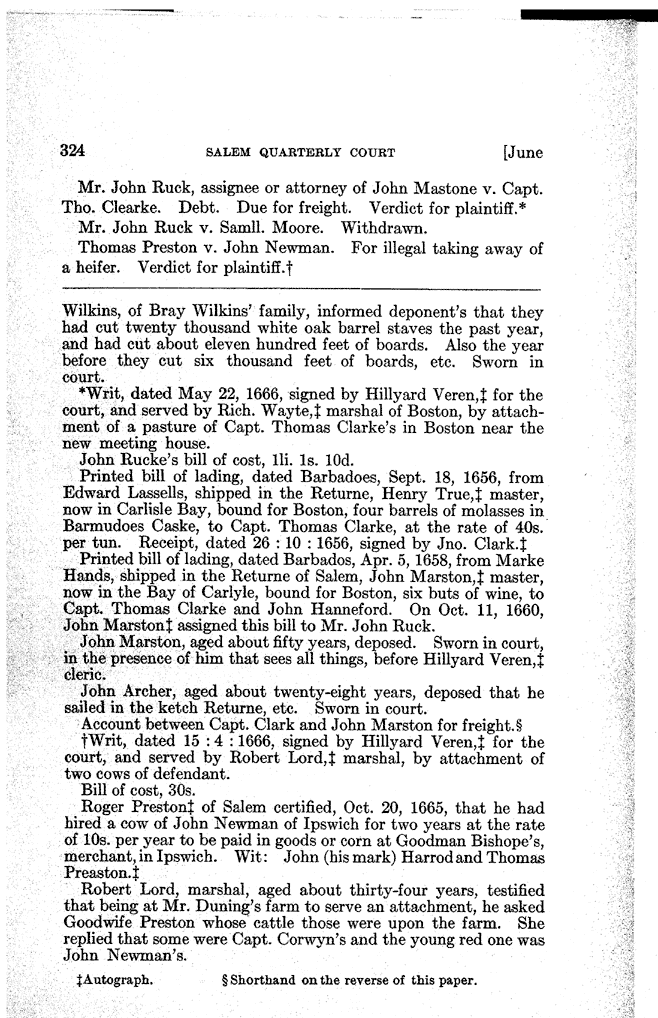 324 SALEM QUARTERLY COURT [June
Mr. John Ruck, assignee or attorney of John Mastone v. Capt.
Tho. Clearke. Debt. Due for freight. Verdict for plaintiff.*
Mr. John Ruck v. Samll. Moore. Withdrawn.
Thomas Preston v. John Newman. For illegal taking away of
a heifer. Verdict for plaintiff.†
Wilkins, of Bray Wilkins' family, informed deponent's that they
had cut twenty thousand white oak barrel staves the past year,
and had cut about eleven hundred feet of boards. Also the year
before they cut six thousand feet of boards, etc. Sworn in
court.
*Writ, dated May 22, 1666, signed by Hillyard Veren,‡ for the
court, and served by Rich. Wayte,‡ marshal of Boston, by attach-
ment of a pasture of Capt. Thomas Clarke's in Boston near the
new meeting house.
John Rucke's bill of cost, 1li. 1s. 10d.
Printed bill of lading, dated Barbadoes, Sept. 18, 1656, from
Edward Lassells, shipped in the Returne, Henry True,‡ master,
now in Carlisle Bay, bound for Boston, four barrels of molasses in
Barmudoes Caske, to Capt. Thomas Clarke, at the rate of 40s.
per tun. Receipt, dated 26 : 10 : 1656, signed by Jno. Clark.‡
Printed bill of lading, dated Barbados, Apr. 5, 1658, from Marke
Hands, shipped in the Returne of Salem, John Marston,‡ master,
now in the Bay of Carlyle, bound for Boston, six buts of wine, to
Capt. Thomas Clarke and John Hanneford. On Oct. 11, 1660,
John Marston‡ assigned this bill to Mr. John Ruck.
John Marston, aged about fifty years, deposed. Sworn in court,
in the presence of him that sees all things, before Hillyard Veren,‡
cleric.
John Archer, aged about twenty-eight years, deposed that he
sailed in the ketch Returne, etc. Sworn in court.
Account between Capt. Clark and John Marston for freight.§
†Writ, dated 15 : 4 : 1666, signed by Hillyard Veren,‡ for the
court, and served by Robert Lord,‡ marshal, by attachment of
two cows of defendant.
Bill of cost, 30s.
Roger Preston‡ of Salem certified, Oct. 20, 1665, that he had
hired a cow of John Newman of Ipswich for two years at the rate
of 10s. per year to be paid in goods or corn at Goodman Bishope's,
merchant, in Ipswich. Wit: John (his mark) Harrod and Thomas
Preaston.‡
Robert Lord, marshal, aged about thirty-four years, testified
that being at Mr. Duning's farm to serve an attachment, he asked
Goodwife Preston whose cattle those were upon the farm. She
replied that some were Capt. Corwyn's and the young red one was
John Newman's.
‡Autograph. §Shorthand on the reverse of this paper.